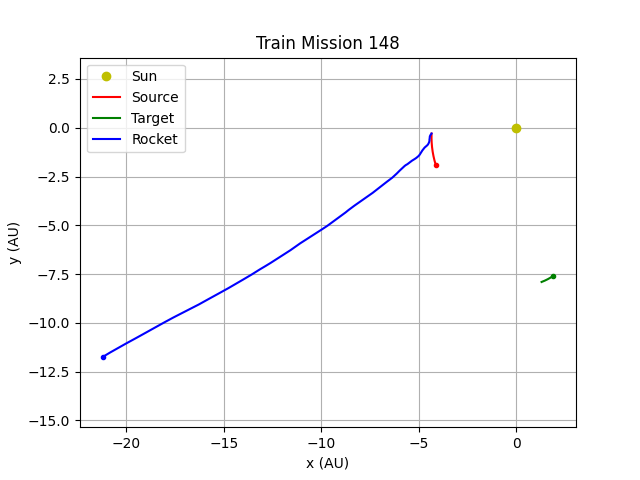 Train Mission 148
Sun
Source
Target
Rocket
2.5
0.0
−2.5
−5.0
−7.5
−10.0
−12.5
−15.0
y (AU)
−20
−15
−10
−5
0
x (AU)